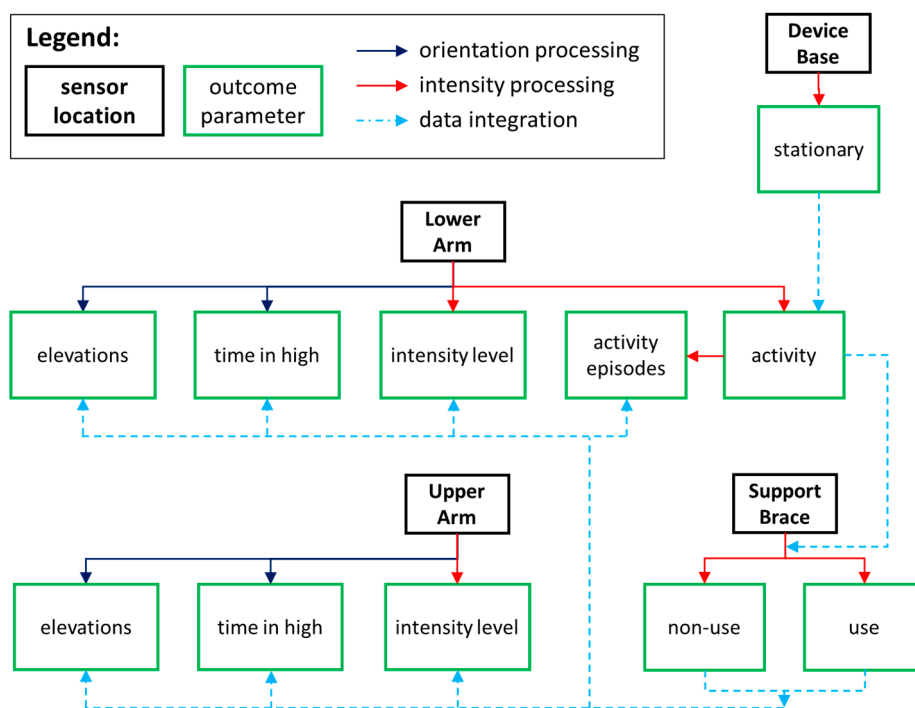 Legend:
sensor
location
outcome
parameter
orientation processing
intensity processing
data integration
Device
Base
stationary
Lower
Arm
elevations
time in high
intensity level
activity
episodes
activity
Upper
Arm
Support
Brace
elevations
time in high
intensity level
non-use
use